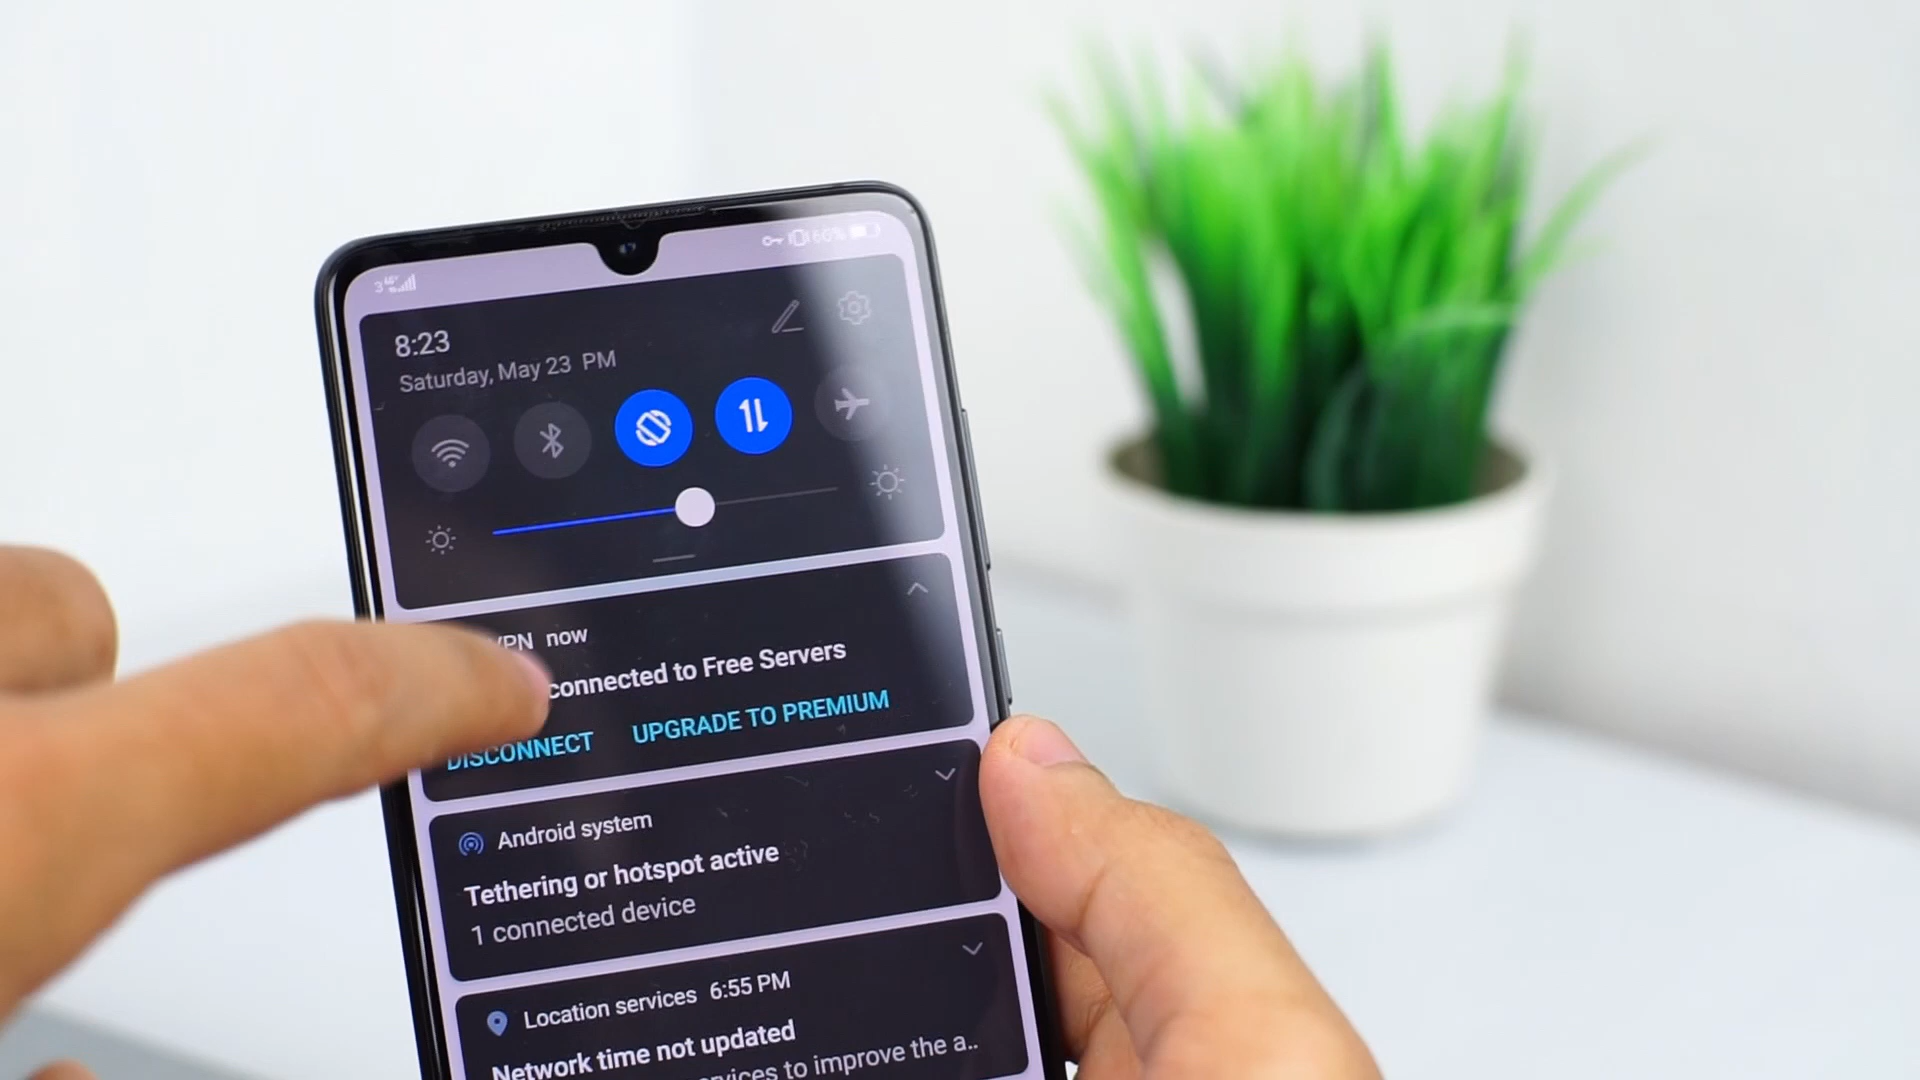 60%
8:23
Saturday, May 23 PM
VPN now
connected to Free Servers
DISCONNECT UPGRADE TO PREMIUM
Android system
Tethering or hotspot active
1 connected device
Location services 6:55 PM
Network time not updated
services to improve the a..